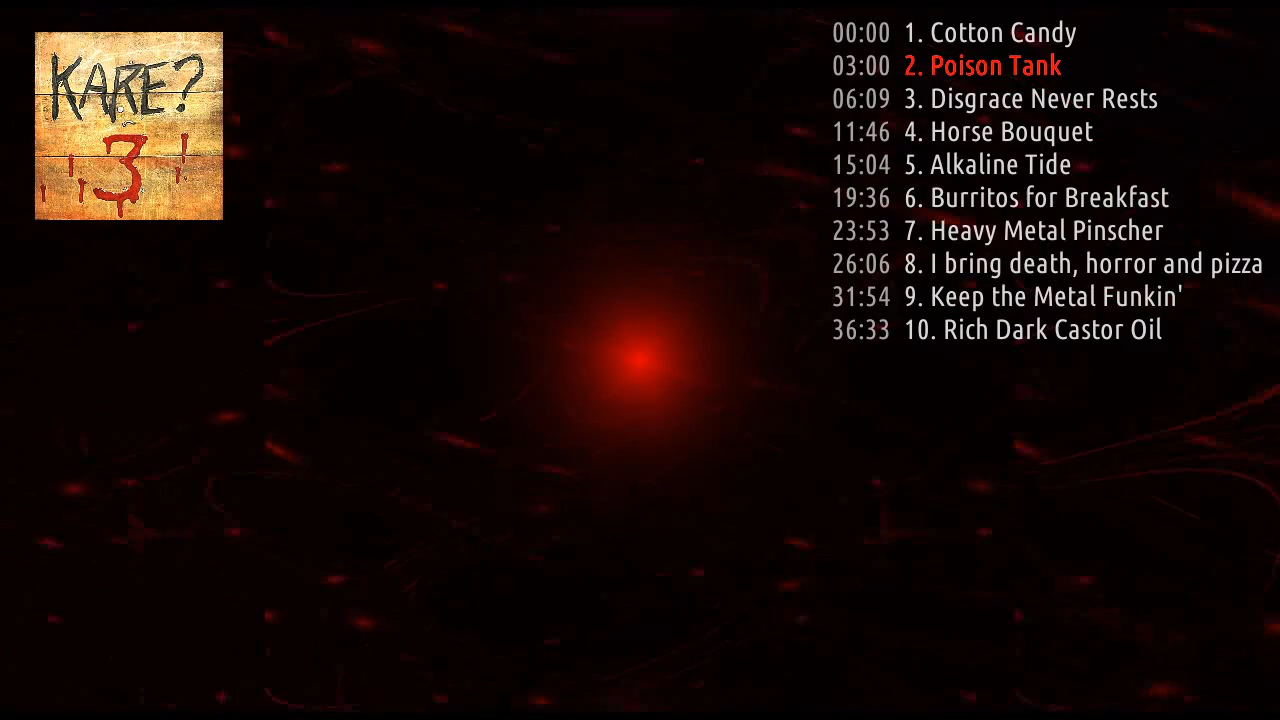 KARE?
3!
00:00 1. Cotton Candy
03:00 2. Poison Tank
06:09 3. Disgrace Never Rests
11:46 4. Horse Bouquet
15:04 5. Alkaline Tide
19:36 6. Burritos for Breakfast
23:53 7. Heavy Metal Pinscher
26:06 8. I bring death, horror and pizza
31:54 9. Keep the Metal Funkin'
36:33 10. Rich Dark Castor Oil